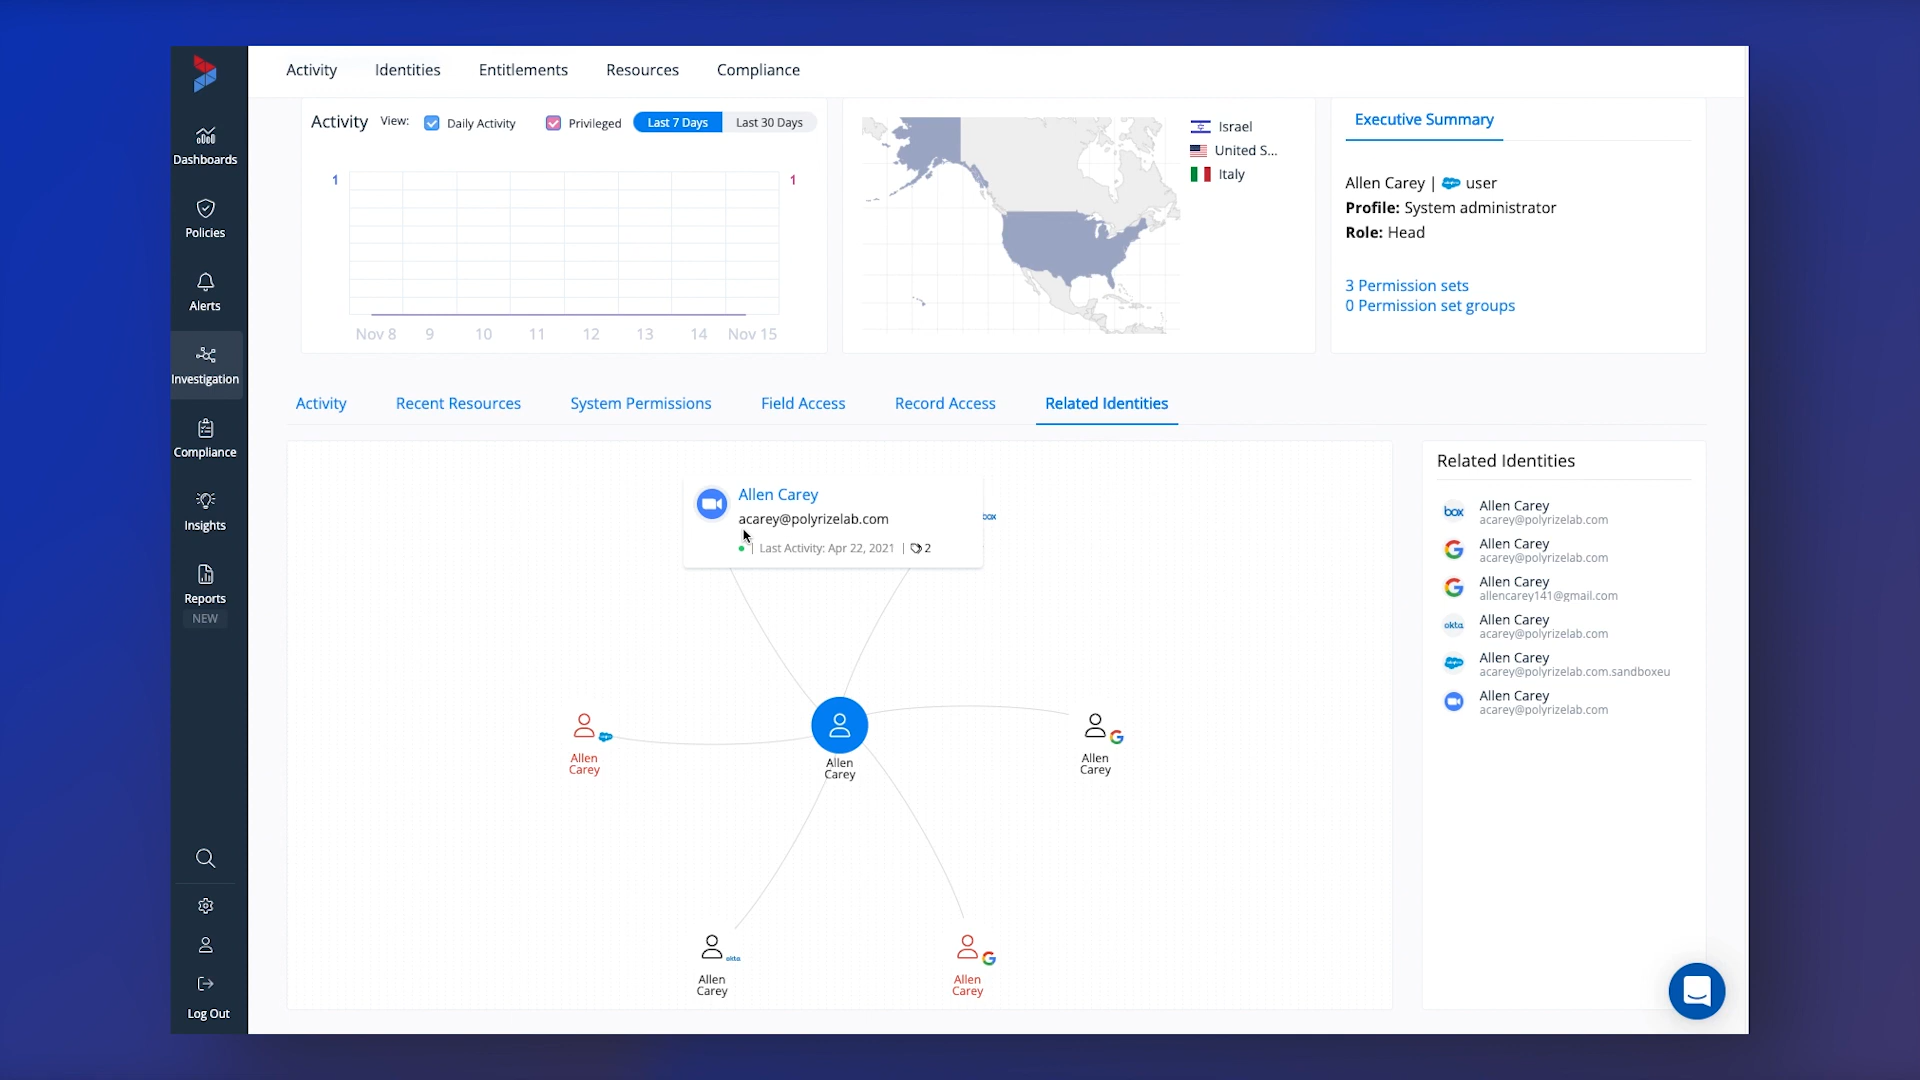 Activity
Identities
Entitlements
Resources
Compliance
Dashboards
Policies
Alerts
Investigation
Compliance
Insights
Reports
NEW
Log Out
Activity View: Daily Activity Privileged Last 7 Days Last 30 Days
1
1
Nov 8 9 10 11 12 13 14 Nov 15
Israel
United S...
Italy
Executive Summary
Allen Carey | user
Profile: System administrator
Role: Head
3 Permission sets
0 Permission set groups
Activity
Recent Resources
System Permissions
Field Access
Record Access
Related Identities
Allen Carey
acarey@polyrizelab.com
| Last Activity: Apr 22, 2021 | 2
box
Allen
Carey
Allen
Carey
Allen
Carey
okta
Allen
Carey
Allen
Carey
Related Identities
box
Allen Carey
acarey@polyrizelab.com
Allen Carey
acarey@polyrizelab.com
Allen Carey
allencarey141@gmail.com
okta
Allen Carey
acarey@polyrizelab.com
Allen Carey
acarey@polyrizelab.com.sandboxeu
Allen Carey
acarey@polyrizelab.com